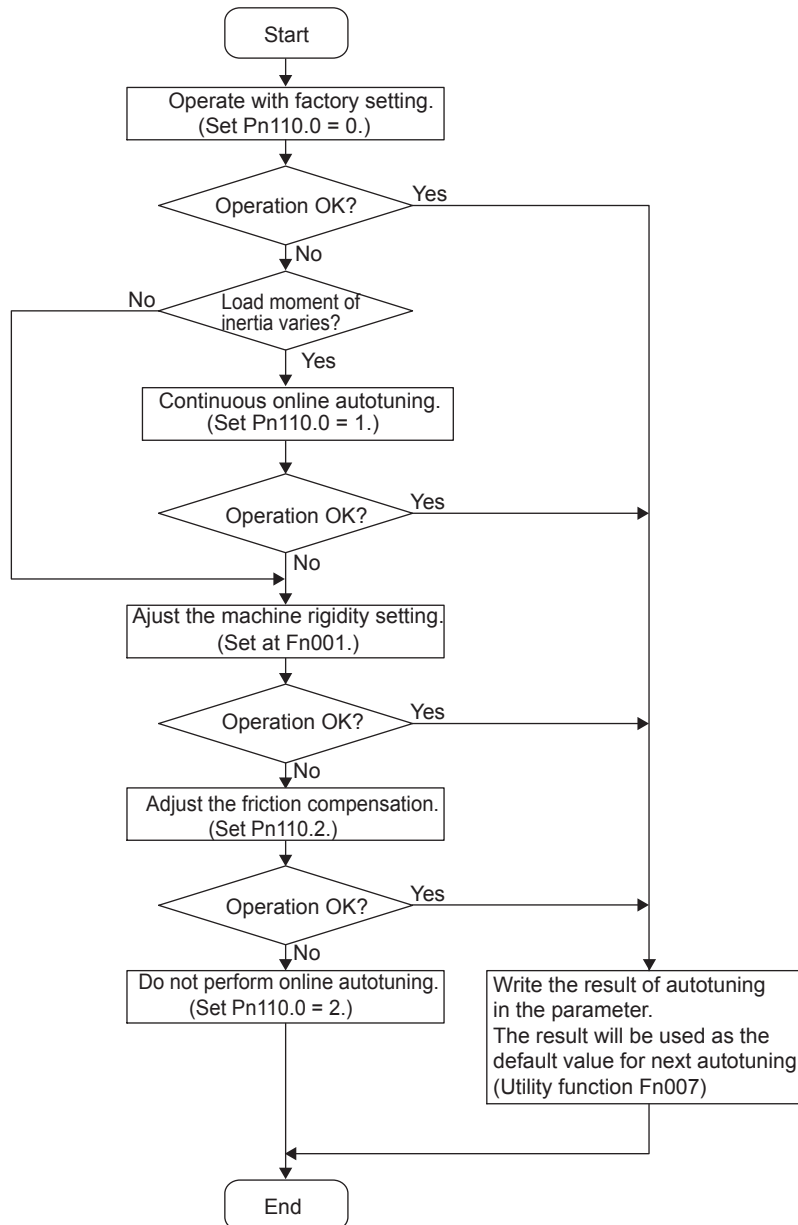 Start
Operate with factory setting.
(Set Pn110.0 = 0.)
Operation OK?
Yes
No
No
Load moment of
inertia varies?
Yes
Continuous online autotuning.
(Set Pn110.0 = 1.)
Operation OK?
Yes
No
Ajust the machine rigidity setting.
(Set at Fn001.)
Operation OK?
Yes
No
Adjust the friction compensation.
(Set Pn110.2.)
Operation OK?
Yes
No
Do not perform online autotuning.
(Set Pn110.0 = 2.)
Write the result of autotuning
in the parameter.
The result will be used as the
default value for next autotuning
(Utility function Fn007)
End